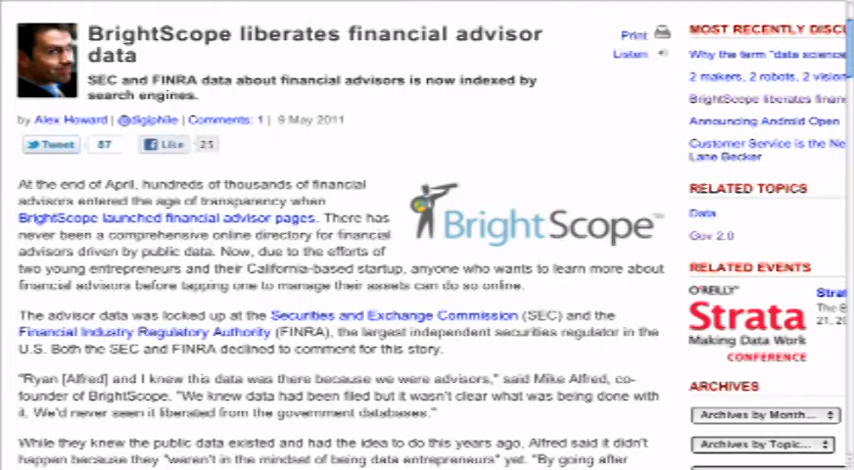 BrightScope liberates financial advisor
data
SEC and FINRA data about financial advisors is now indexed by
search engines.
by Alex Howard | @digiphile | Comments: 1 | 9 May 2011
Tweet 87 Like 25
Print
Listen
At the end of April, hundreds of thousands of financial
advisors entered the age of transparency when
BrightScope launched financial advisor pages. There has
never been a comprehensive online directory for financial
advisors driven by public data. Now, due to the efforts of
two young entrepreneurs and their California-based startup, anyone who wants to learn more about
financial advisors before tapping one to manage their assets can do so online.
BrightScope™
The advisor data was locked up at the Securities and Exchange Commission (SEC) and the
Financial Industry Regulatory Authority (FINRA), the largest independent securities regulator in the
U.S. Both the SEC and FINRA declined to comment for this story.
"Ryan [Alfred] and I knew this data was there because we were advisors," said Mike Alfred, co-
founder of BrightScope. "We knew data had been filed but it wasn't clear what was being done with
it. We'd never seen it liberated from the government databases."
While they knew the public data existed and had the idea to do this years ago, Alfred said it didn't
happen because they "weren't in the mindset of being data entrepreneurs" yet. "By going after
MOST RECENTLY DISCU
Why the term "data science
2 makers, 2 robots, 2 vision
BrightScope liberates finan
Announcing Android Open
Customer Service is the Ne
Lane Becker
RELATED TOPICS
Data
Gov 2.0
RELATED EVENTS
O'REILLY
Strata
Making Data Work
CONFERENCE
Strat
The B
21, 20
ARCHIVES
Archives by Month...
Archives by Topic...